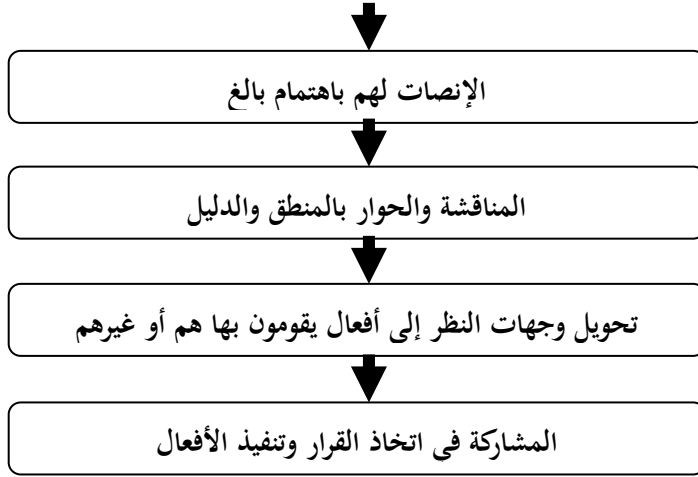 الإنصات لهم باهتمام بالغ
المناقشة والحوار بالمنطق والدليل
تحويل وجهات النظر إلى أفعال يقومون بها هم أو غيرهم
المشاركة فى اتخاذ القرار وتنفيذ الأفعال